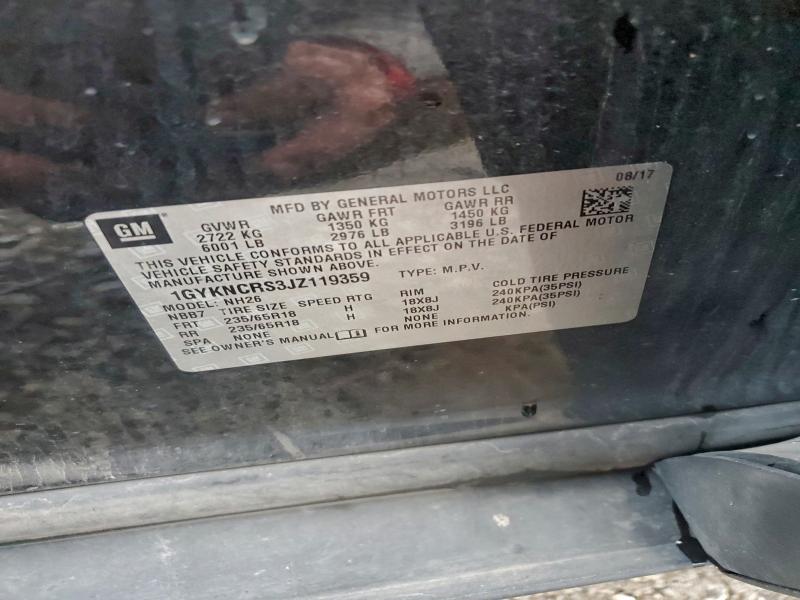 GM
MFD BY GENERAL MOTORS LLC
08/17
GVWR GAWR FRT GAWR RR
2722 KG 1350 KG 1450 KG
6001 LB 2976 LB 3196 LB
THIS VEHICLE CONFORMS TO ALL APPLICABLE U.S. FEDERAL MOTOR
VEHICLE SAFETY STANDARDS IN EFFECT ON THE DATE OF
MANUFACTURE SHOWN ABOVE.
1GYKNCRS3JZ119359 TYPE: M.P.V.
MODEL: NH26
NBB7 TIRE SIZE SPEED RTG RIM COLD TIRE PRESSURE
FRT 235/65R18 H 18X8J 240KPA(35PSI)
RR 235/65R18 H 18X8J 240KPA(35PSI)
SPA NONE NONE KPA(PSI)
SEE OWNER'S MANUAL FOR MORE INFORMATION.